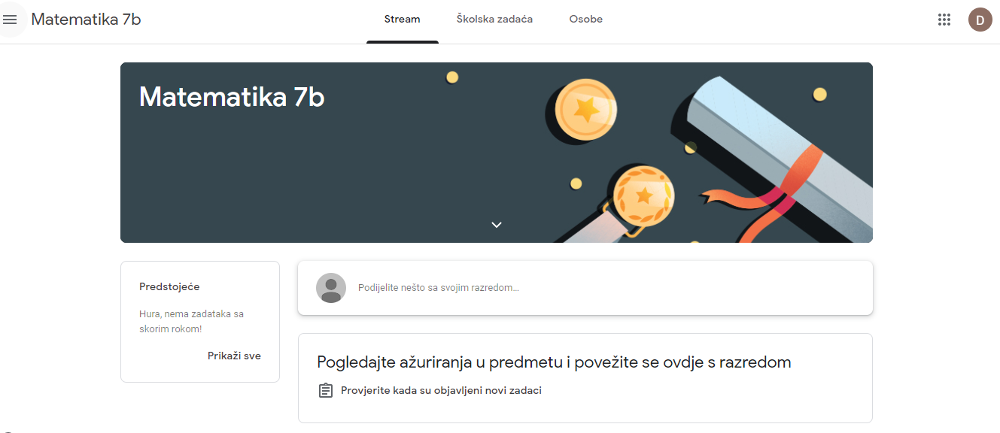 Matematika 7b
Stream
Školska zadaća
Osobe
D
Matematika 7b
Predstojeće
Hura, nema zadataka sa
skorim rokom!
Prikaži sve
Podijelite nešto sa svojim razredom...
Pogledajte ažuriranja u predmetu i povežite se ovdje s razredom
Provjerite kada su objavljeni novi zadaci